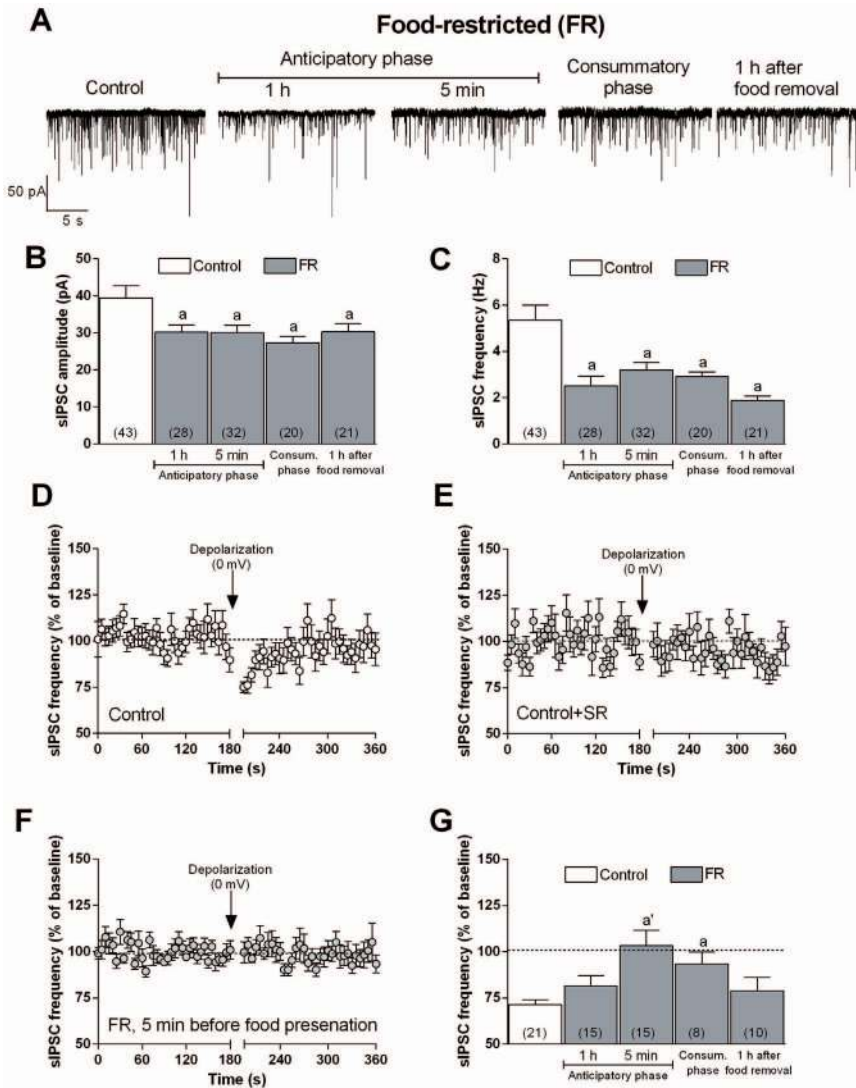 A
Food-restricted (FR)
Anticipatory phase
Control
1 h
5 min
Consummatory
phase
1 h after
food removal
50 pA
5 s
B
Control
FR
sIPSC amplitude (pA)
50
40
30
20
10
0
a
a
a
a
(43)
(28)
(32)
(20)
(21)
1 h
5 min
Anticipatory phase
Consum.
phase
1 h after
food removal
C
Control
FR
sIPSC frequency (Hz)
8
6
4
2
0
a
a
a
a
(43)
(28)
(32)
(20)
(21)
1 h
5 min
Anticipatory phase
Consum.
phase
1 h after
food removal
D
sIPSC frequency (% of baseline)
150
125
100
75
50
Depolarization
(0 mV)
Control
0
60
120
180
240
300
360
Time (s)
E
sIPSC frequency (% of baseline)
150
125
100
75
50
Depolarization
(0 mV)
Control+SR
0
60
120
180
240
300
360
Time (s)
F
sIPSC frequency (% of baseline)
150
125
100
75
50
Depolarization
(0 mV)
FR, 5 min before food presenation
0
60
120
180
240
300
360
Time (s)
G
sIPSC frequency (% of baseline)
150
125
100
75
50
Control
FR
a'
a
(21)
(15)
(15)
(8)
(10)
1 h
5 min
Anticipatory phase
Consum.
phase
1 h after
food removal